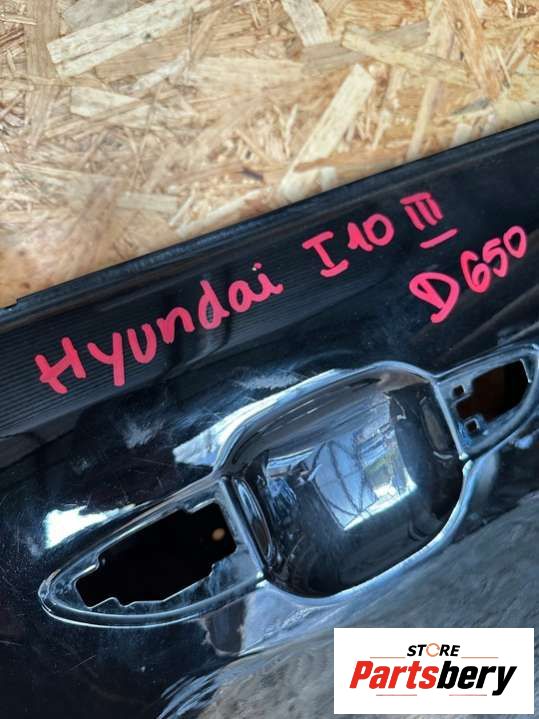 Hyundai I10 III
D650
STORE
Partsbery